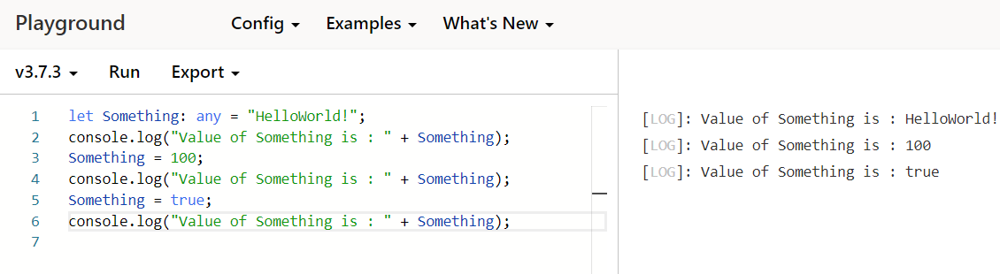 Playground Config Examples What's New
v3.7.3 Run Export
1 let Something: any = "HelloWorld!";
2 console.log("Value of Something is : " + Something);
3 Something = 100;
4 console.log("Value of Something is : " + Something);
5 Something = true;
6 console.log("Value of Something is : " + Something);
7
[LOG]: Value of Something is : HelloWorld!
[LOG]: Value of Something is : 100
[LOG]: Value of Something is : true